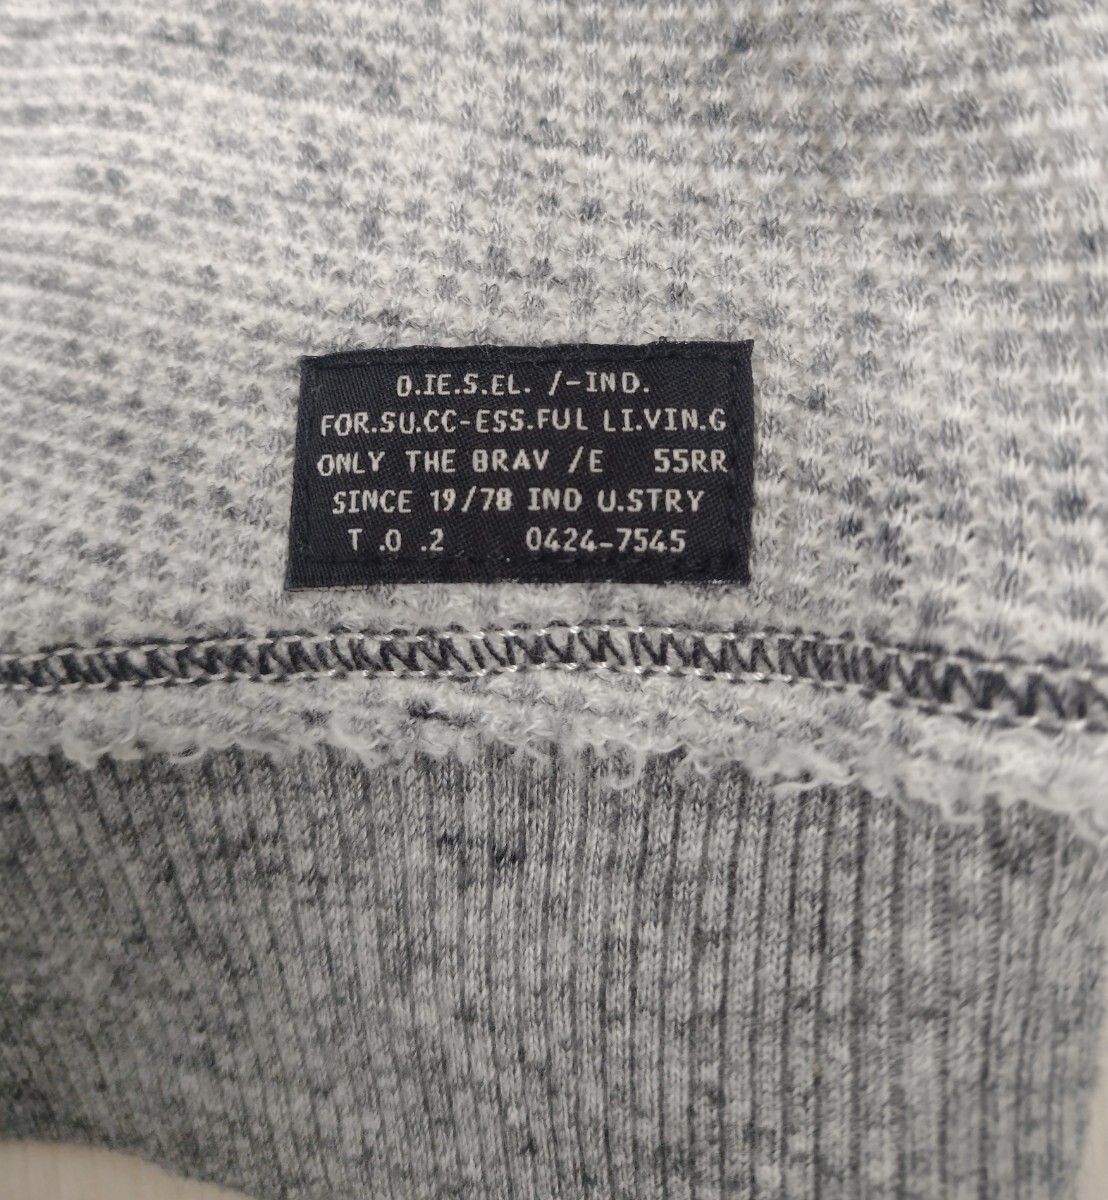 D.IE.S.EL. /-IND.
FOR.SU.CC-ESS.FUL LI.VIN.G
ONLY THE BRAV /E 55RR
SINCE 19/78 IND U.STRY
T .O .2 0424-7545